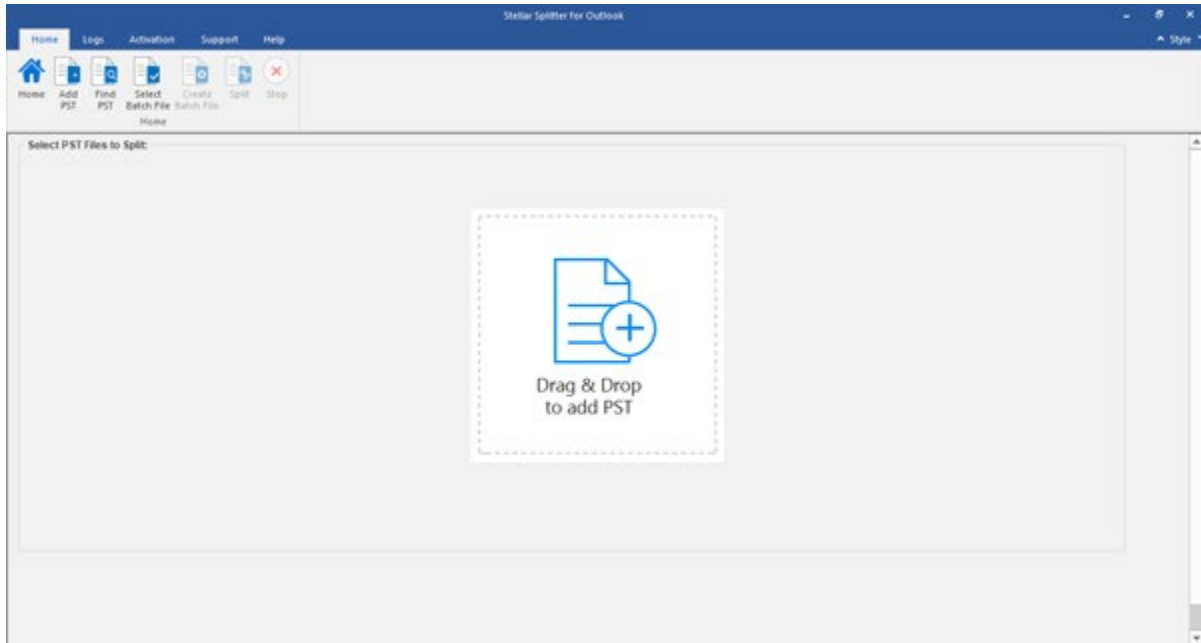 Stellar Splitter for Outlook
Home Logs Activation Support Help
Style
Home Add PST Find PST Select Batch File Create Batch File Split Stop
Home
Select PST Files to Split:
Drag & Drop
to add PST